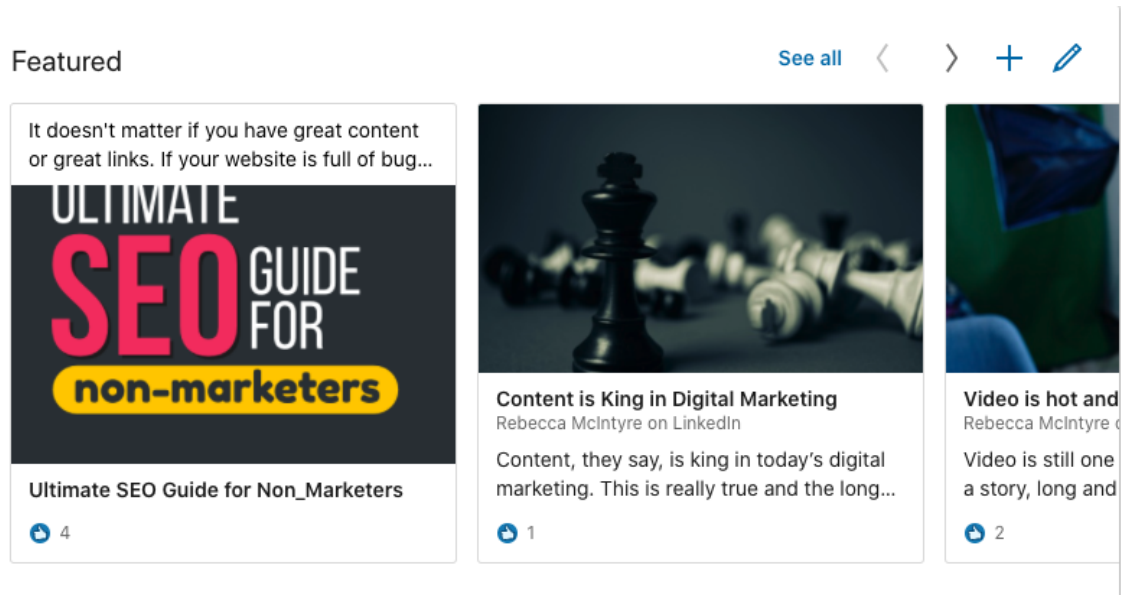 Featured
See all
It doesn't matter if you have great content
or great links. If your website is full of bug...
ULTIMATE
SEO GUIDE
FOR
non-marketers
Ultimate SEO Guide for Non_Marketers
4
Content is King in Digital Marketing
Rebecca McIntyre on LinkedIn
Content, they say, is king in today’s digital
marketing. This is really true and the long...
1
Video is hot and
Rebecca McIntyre
Video is still one
a story, long and
2